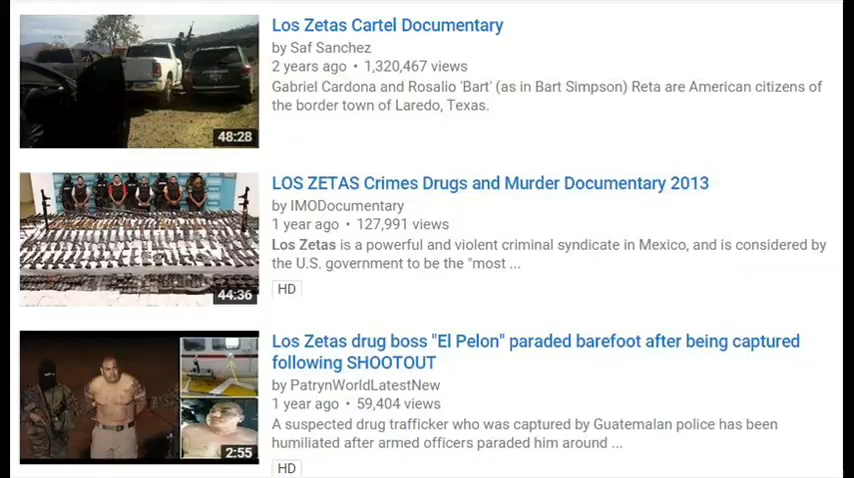 Los Zetas Cartel Documentary
by Saf Sanchez
2 years ago • 1,320,467 views
Gabriel Cardona and Rosalio 'Bart' (as in Bart Simpson) Reta are American citizens of
the border town of Laredo, Texas.
48:28
LOS ZETAS Crimes Drugs and Murder Documentary 2013
by IMODocumentary
1 year ago • 127,991 views
Los Zetas is a powerful and violent criminal syndicate in Mexico, and is considered by
the U.S. government to be the "most ...
44:36
HD
Los Zetas drug boss "El Pelon" paraded barefoot after being captured
following SHOOTOUT
by PatrynWorldLatestNew
1 year ago • 59,404 views
A suspected drug trafficker who was captured by Guatemalan police has been
humiliated after armed officers paraded him around ...
2:55
HD